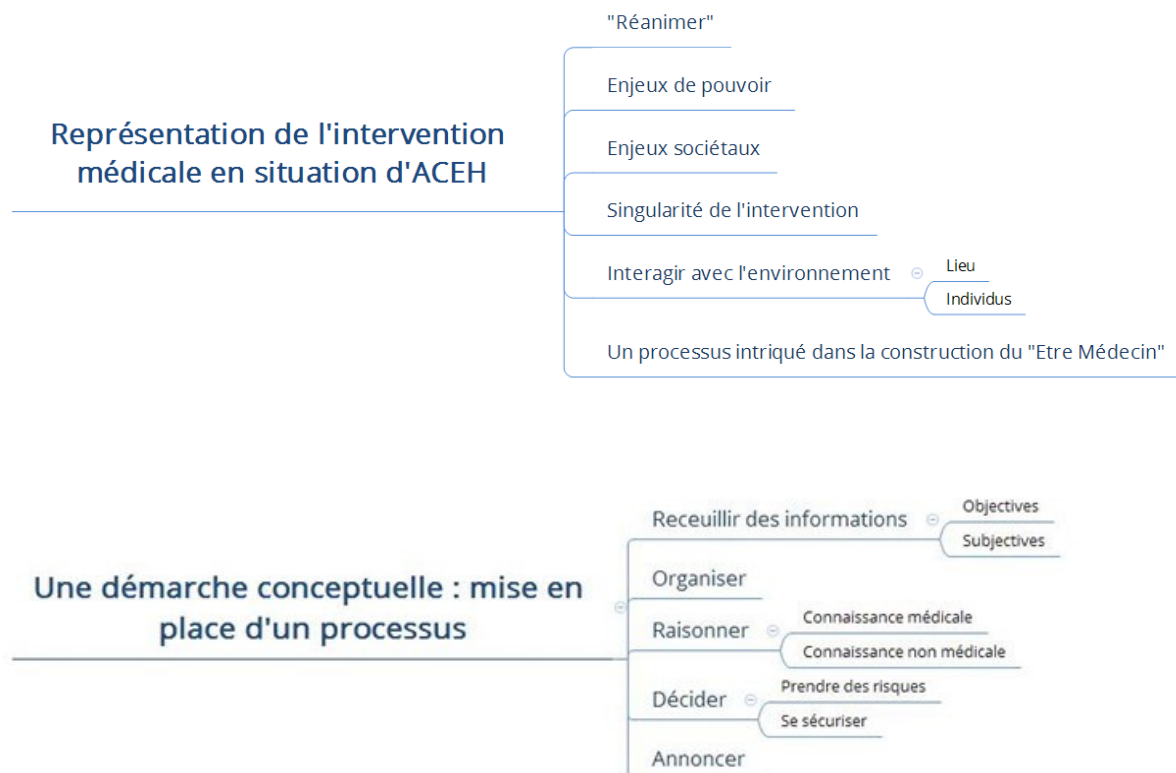 "Réanimer"
Enjeux de pouvoir
Représentation de l'intervention
médicale en situation d'ACEH
Enjeux sociétaux
Singularité de l'intervention
Interagir avec l'environnement
Lieu
Individus
Un processus intriqué dans la construction du "Etre Médecin"
Une démarche conceptuelle : mise en
place d'un processus
Receuillir des informations
Objectives
Subjectives
Organiser
Raisonner
Connaissance médicale
Connaissance non médicale
Décider
Prendre des risques
Se sécuriser
Annoncer